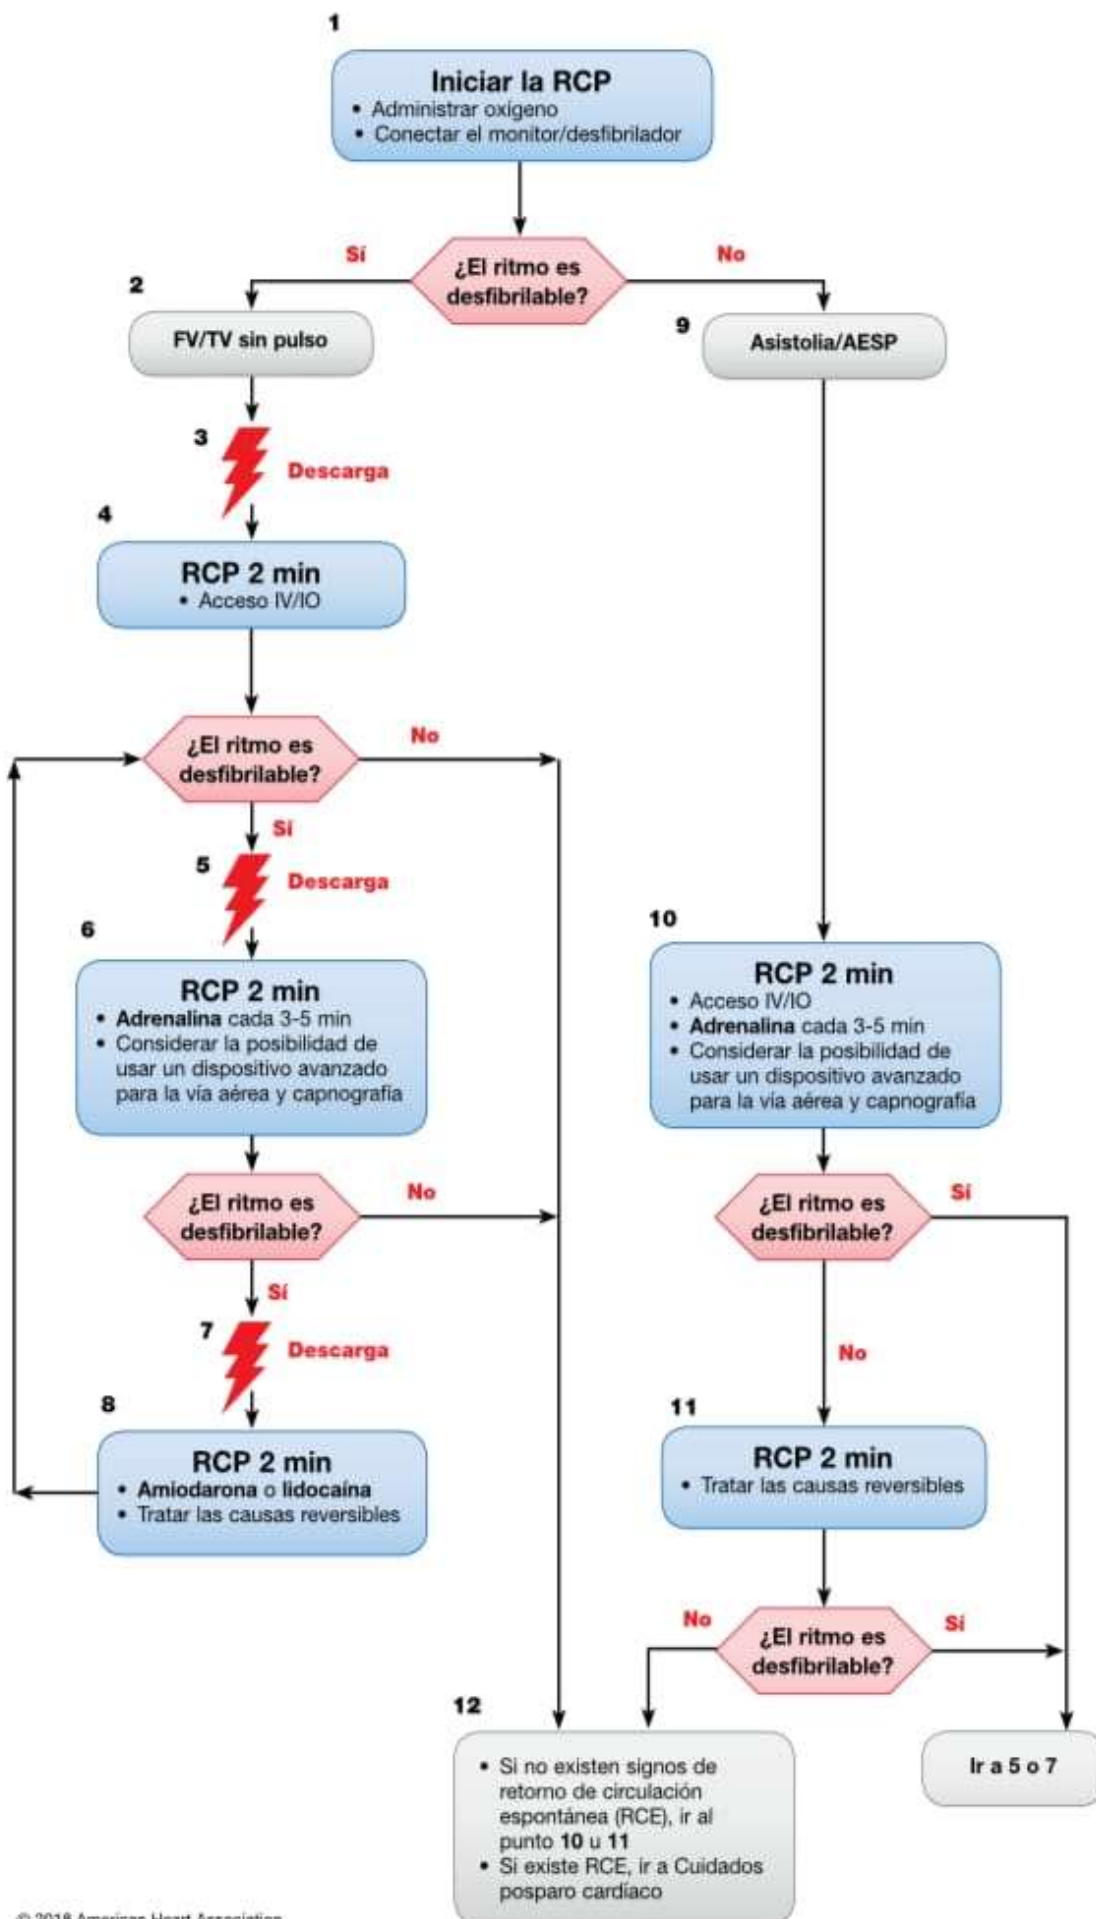 1
Iniciar la RCP
• Administrar oxígeno
• Conectar el monitor/desfibrilador
¿El ritmo es
desfibrilable?
Sí
No
2
FV/TV sin pulso
9
Asistolia/AESP
3
Descarga
4
RCP 2 min
• Acceso IV/IO
¿El ritmo es
desfibrilable?
No
Sí
5
Descarga
6
RCP 2 min
• Adrenalina cada 3-5 min
• Considerar la posibilidad de
usar un dispositivo avanzado
para la vía aérea y capnografía
¿El ritmo es
desfibrilable?
No
Sí
7
Descarga
8
RCP 2 min
• Amiodarona o lidocaína
• Tratar las causas reversibles
10
RCP 2 min
• Acceso IV/IO
• Adrenalina cada 3-5 min
• Considerar la posibilidad de
usar un dispositivo avanzado
para la vía aérea y capnografía
¿El ritmo es
desfibrilable?
Sí
No
11
RCP 2 min
• Tratar las causas reversibles
¿El ritmo es
desfibrilable?
No
Sí
12
• Si no existen signos de
retorno de circulación
espontánea (RCE), ir al
punto 10 u 11
• Si existe RCE, ir a Cuidados
posparo cardíaco
Ir a 5 o 7
© 2018 American Heart Association